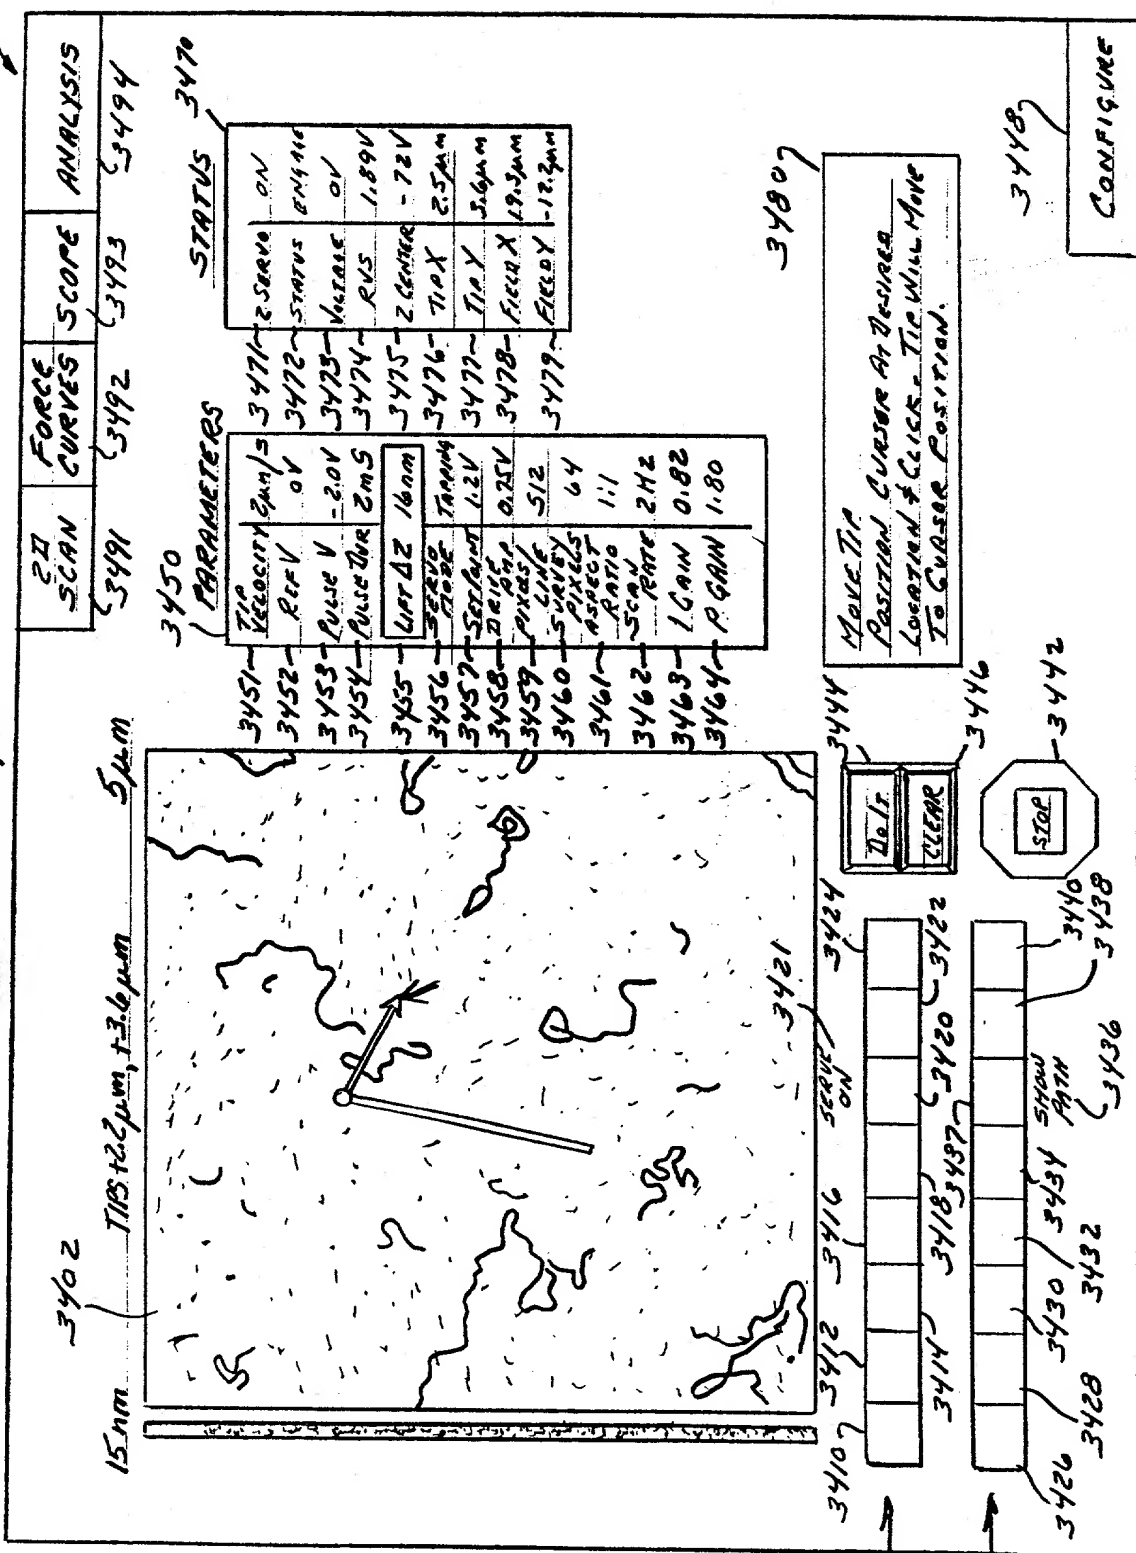 2D SCAN
FORCE CURVES
SCOPE
ANALYSIS
3491
3492
3493
3494
3402
15nm TIPS +2.2µm, +3.6µm 5µm
3450
PARAMETERS
3451 TIP VELOCITY 2µm/s
3452 REF V 0V
3453 PULSE V -2.0V
3454 PULSE DUR 2mS
3455 LIFT ΔZ 16nm
3456 SERVO MODE TAPPING
3457 SETPOINT 1.2V
3458 DRIVE AMP 0.75V
3459 PIXELS/LINE 512
3460 SURVEY PIXELS 64
3461 ASPECT RATIO 1:1
3462 SCAN RATE 2 HZ
3463 I GAIN 0.82
3464 P. GAIN 1.80
STATUS
3470
3471 Z SERVO ON
3472 STATUS ENGAGE
3473 VOLTAGE 0V
3474 RVS 1.89V
3475 Z CENTER -72V
3476 TIP X 2.5µm
3477 TIP Y 3.6µm
3478 FIELD X 19.3µm
3479 FIELD Y -12.2µm
3410
3412
3416
SERVO ON
3421
3424
3414
3418
3420
3422
3437
3426
3428
3430
3432
3434
SHOW PATH
3436
3438
3440
DO IT
CLEAR
3444
3446
STOP
3442
MOVE TIP
POSITION CURSOR AT DESIRED
LOCATION & CLICK - TIP WILL MOVE
TO CURSOR POSITION.
3480
3448
CONFIGURE